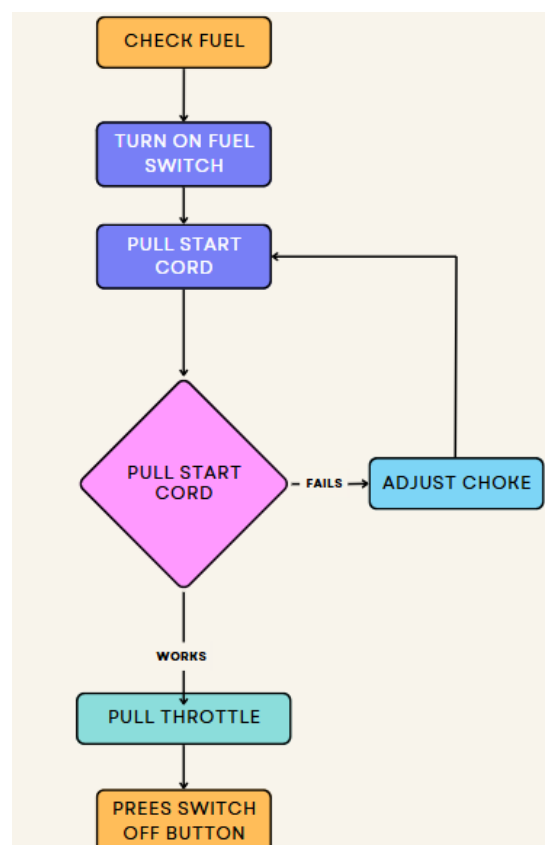 CHECK FUEL
TURN ON FUEL
SWITCH
PULL START
CORD
PULL START
CORD
FAILS
ADJUST CHOKE
WORKS
PULL THROTTLE
PREES SWITCH
OFF BUTTON